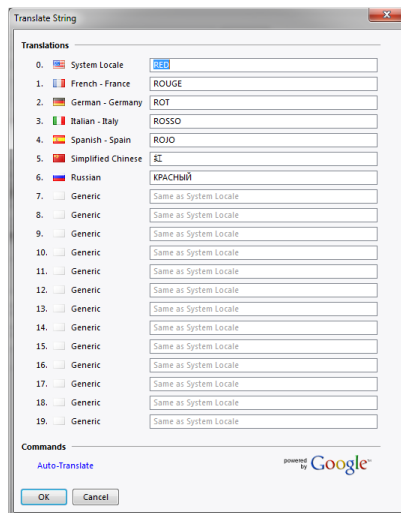 Translate String
Translations
0. System Locale RED
1. French - France ROUGE
2. German - Germany ROT
3. Italian - Italy ROSSO
4. Spanish - Spain ROJO
5. Simplified Chinese 红
6. Russian КРАСНЫЙ
7. Generic Same as System Locale
8. Generic Same as System Locale
9. Generic Same as System Locale
10. Generic Same as System Locale
11. Generic Same as System Locale
12. Generic Same as System Locale
13. Generic Same as System Locale
14. Generic Same as System Locale
15. Generic Same as System Locale
16. Generic Same as System Locale
17. Generic Same as System Locale
18. Generic Same as System Locale
19. Generic Same as System Locale
Commands
Auto-Translate
powered by Google™
OK Cancel